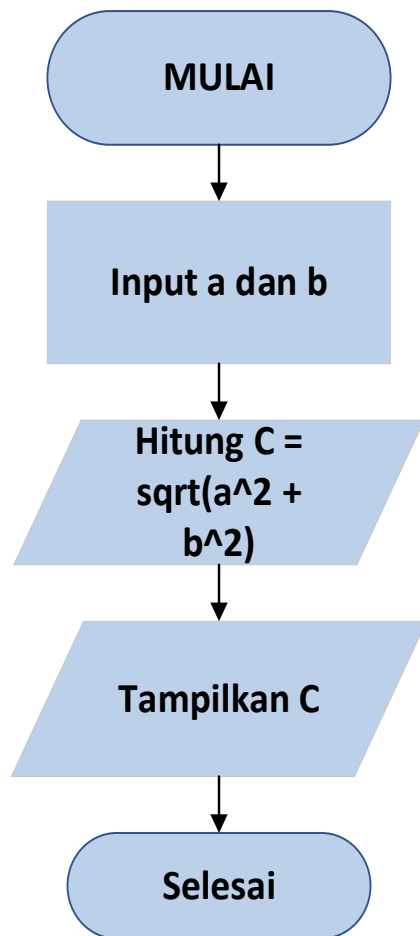 MULAI
Input a dan b
Hitung C =
sqrt(a^2 +
b^2)
Tampilkan C
Selesai